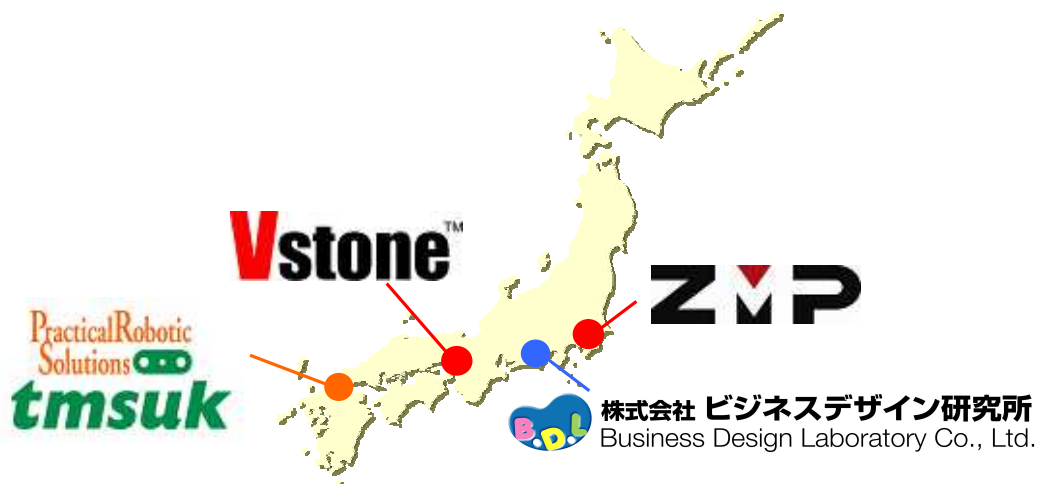 Vstone™
ZMP
PracticalRobotic
Solutions
tmsuk
B.D.L
株式会社 ビジネスデザイン研究所
Business Design Laboratory Co., Ltd.